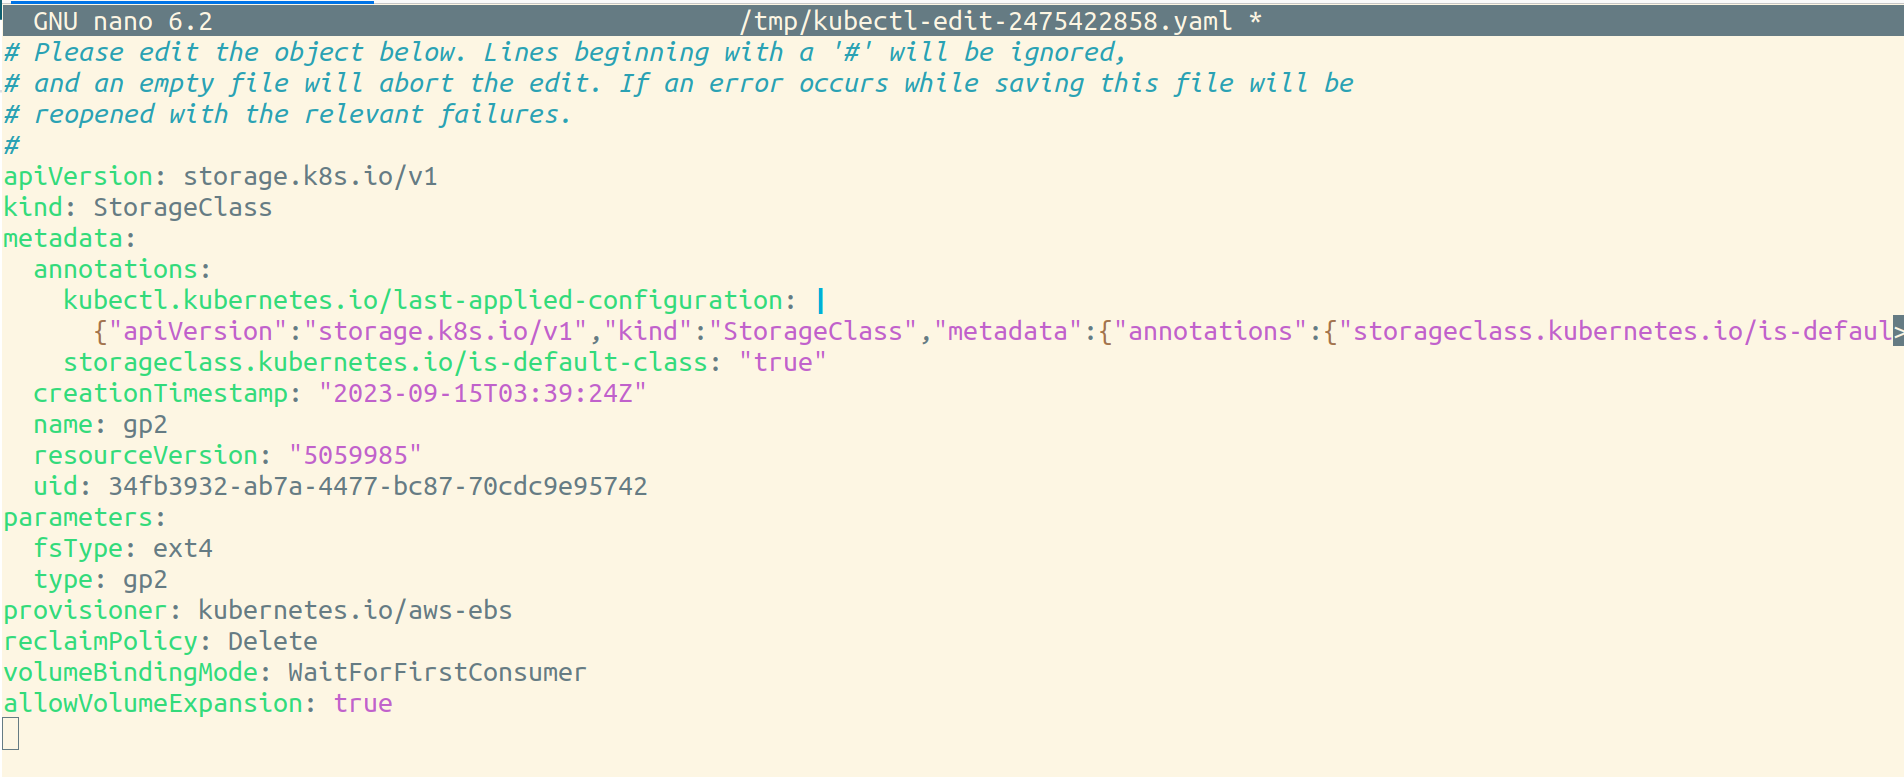 GNU nano 6.2 /tmp/kubectl-edit-2475422858.yaml *
# Please edit the object below. Lines beginning with a '#' will be ignored,
# and an empty file will abort the edit. If an error occurs while saving this file will be
# reopened with the relevant failures.
#
apiVersion: storage.k8s.io/v1
kind: StorageClass
metadata:
  annotations:
    kubectl.kubernetes.io/last-applied-configuration: |
      {"apiVersion":"storage.k8s.io/v1","kind":"StorageClass","metadata":{"annotations":{"storageclass.kubernetes.io/is-defaul>
    storageclass.kubernetes.io/is-default-class: "true"
  creationTimestamp: "2023-09-15T03:39:24Z"
  name: gp2
  resourceVersion: "5059985"
  uid: 34fb3932-ab7a-4477-bc87-70cdc9e95742
parameters:
  fsType: ext4
  type: gp2
provisioner: kubernetes.io/aws-ebs
reclaimPolicy: Delete
volumeBindingMode: WaitForFirstConsumer
allowVolumeExpansion: true